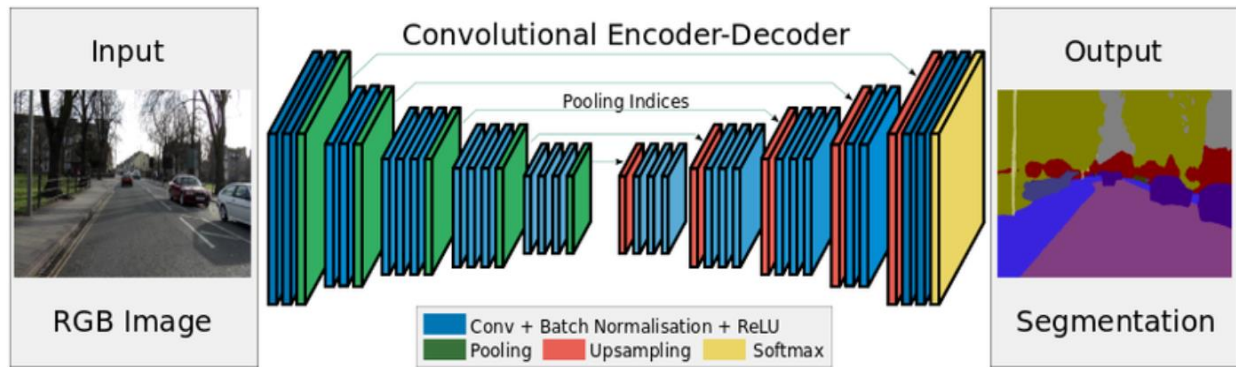 Input
RGB Image
Convolutional Encoder-Decoder
Pooling Indices
Conv + Batch Normalisation + ReLU
Pooling Upsampling Softmax
Output
Segmentation